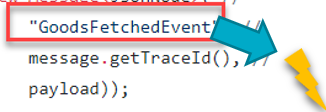 "GoodsFetchedEvent"
message.getTraceId(), //
payload));